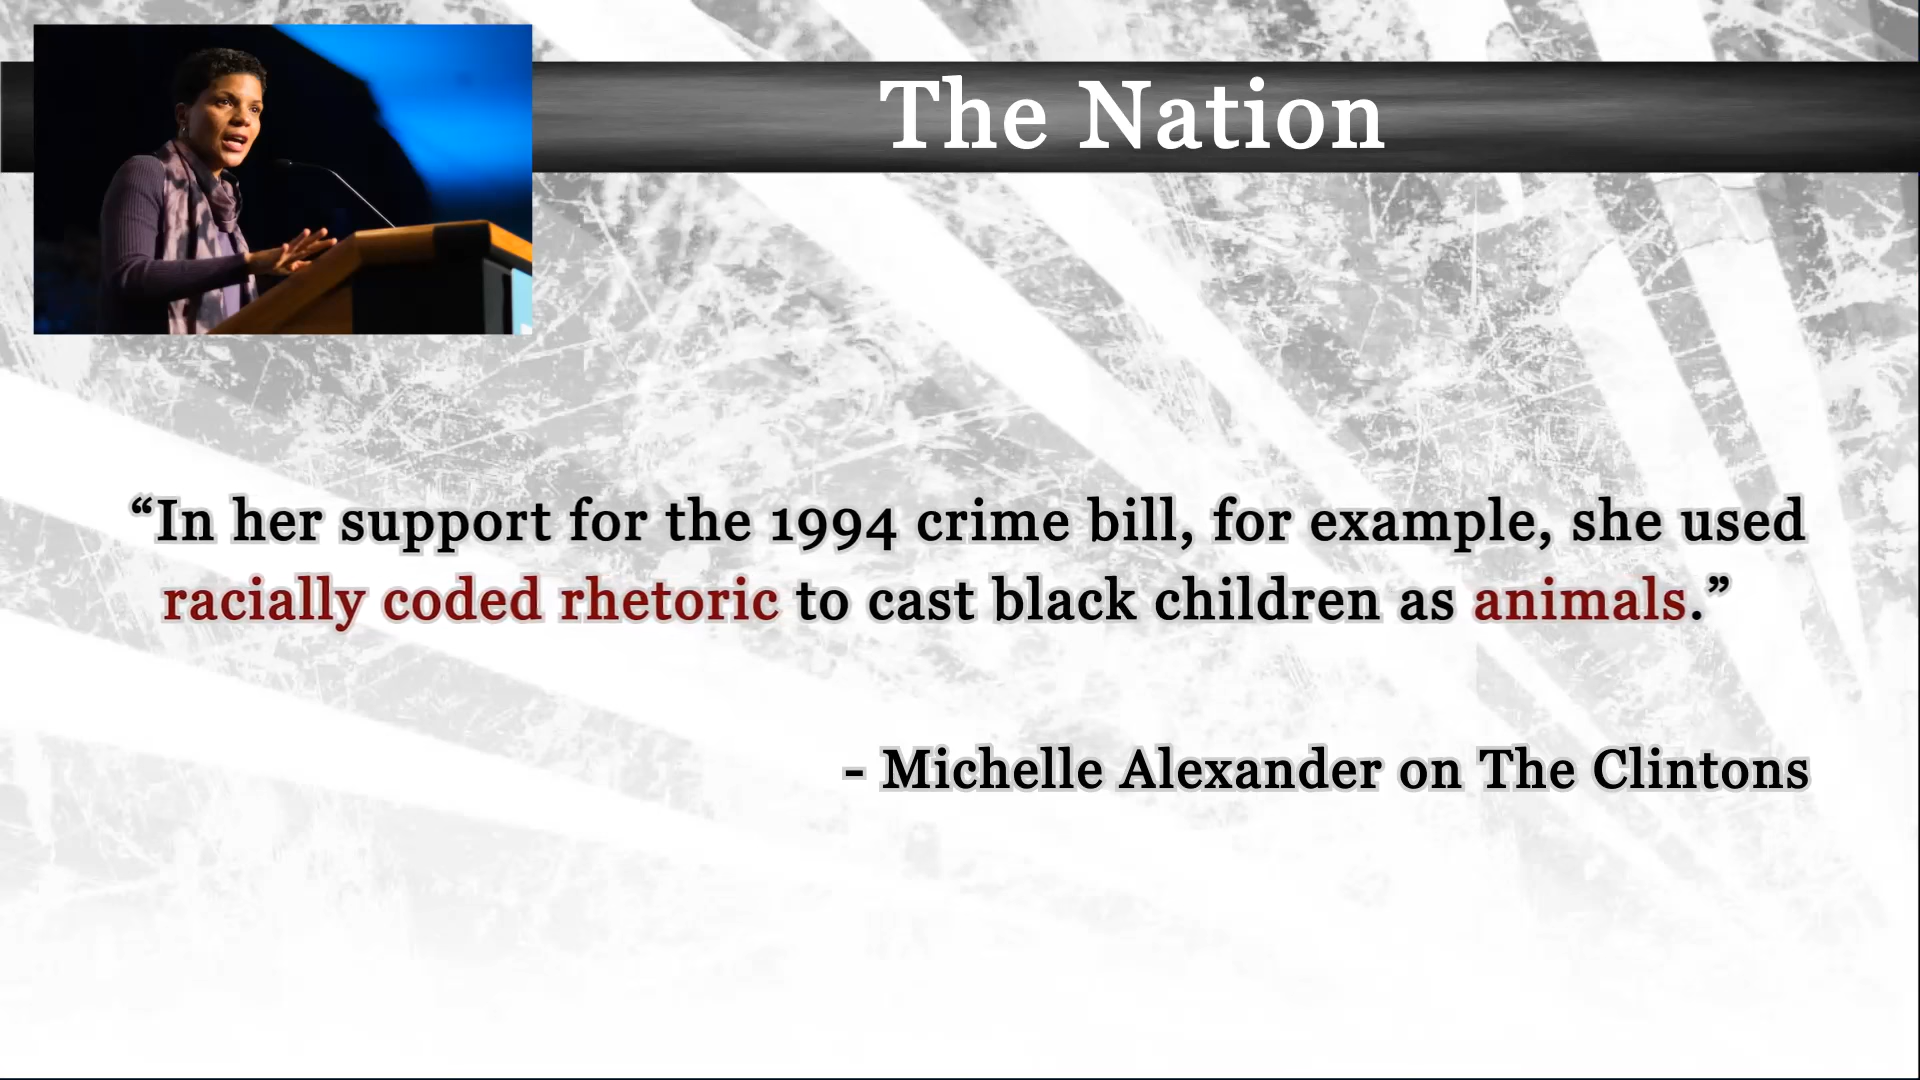 The Nation
“In her support for the 1994 crime bill, for example, she used
racially coded rhetoric to cast black children as animals.”
- Michelle Alexander on The Clintons